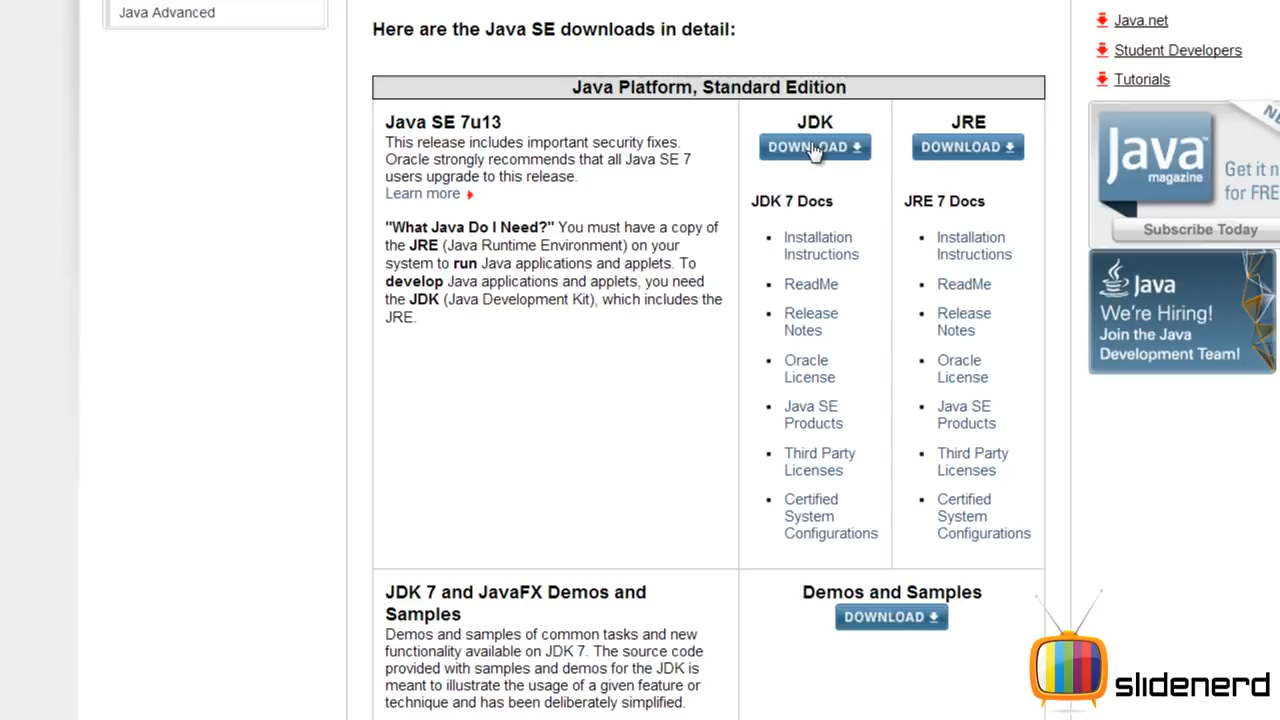 Java Advanced
Here are the Java SE downloads in detail:
Java Platform, Standard Edition
Java SE 7u13
This release includes important security fixes.
Oracle strongly recommends that all Java SE 7
users upgrade to this release.
Learn more
"What Java Do I Need?" You must have a copy of
the JRE (Java Runtime Environment) on your
system to run Java applications and applets. To
develop Java applications and applets, you need
the JDK (Java Development Kit), which includes the
JRE.
JDK
DOWNLOAD
JDK 7 Docs
Installation
Instructions
ReadMe
Release
Notes
Oracle
License
Java SE
Products
Third Party
Licenses
Certified
System
Configurations
JRE
DOWNLOAD
JRE 7 Docs
Installation
Instructions
ReadMe
Release
Notes
Oracle
License
Java SE
Products
Third Party
Licenses
Certified
System
Configurations
JDK 7 and JavaFX Demos and
Samples
Demos and samples of common tasks and new
functionality available on JDK 7. The source code
provided with samples and demos for the JDK is
meant to illustrate the usage of a given feature or
technique and has been deliberately simplified.
Demos and Samples
DOWNLOAD
Java.net
Student Developers
Tutorials
Java
magazine
Get it n
for FRE
Subscribe Today
Java
We're Hiring!
Join the Java
Development Team!
slidenerd